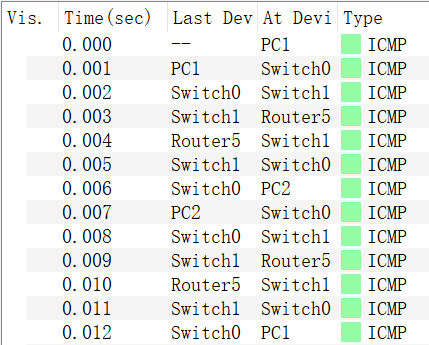 Vis. Time(sec) Last Dev At Devi Type
0.000 -- PC1 ICMP
0.001 PC1 Switch0 ICMP
0.002 Switch0 Switch1 ICMP
0.003 Switch1 Router5 ICMP
0.004 Router5 Switch1 ICMP
0.005 Switch1 Switch0 ICMP
0.006 Switch0 PC2 ICMP
0.007 PC2 Switch0 ICMP
0.008 Switch0 Switch1 ICMP
0.009 Switch1 Router5 ICMP
0.010 Router5 Switch1 ICMP
0.011 Switch1 Switch0 ICMP
0.012 Switch0 PC1 ICMP